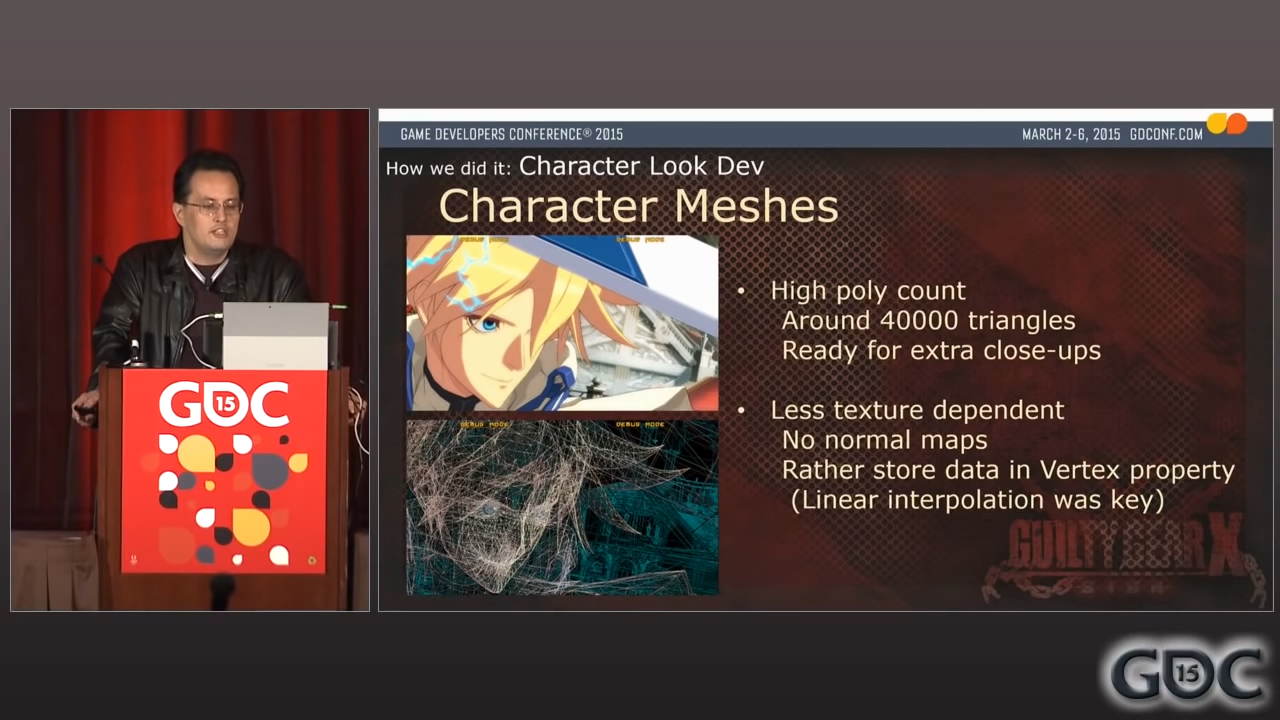 GAME DEVELOPERS CONFERENCE® 2015
MARCH 2-6, 2015 GDCONF.COM
How we did it: Character Look Dev
Character Meshes
DEBUG MODE DEBUG MODE
• High poly count
Around 40000 triangles
Ready for extra close-ups
• Less texture dependent
No normal maps
Rather store data in Vertex property
(Linear interpolation was key)
DEBUG MODE DEBUG MODE
GUILTY GEAR X
GDC
15
GDC
15